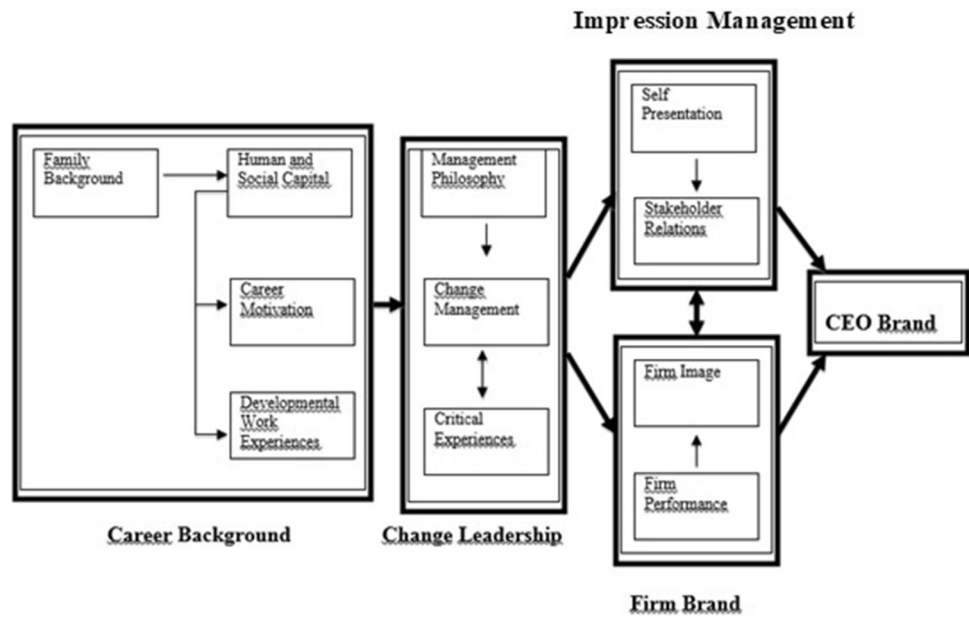 Impression Management
Self
Presentation
Family
Background
Human and
Social Capital
Management
Philosophy
Stakeholder
Relations
Career
Motivation
Change
Management
CEO Brand
Firm Image
Developmental
Work
Experiences
Critical
Experiences
Firm
Performance
Career Background
Change Leadership
Firm Brand